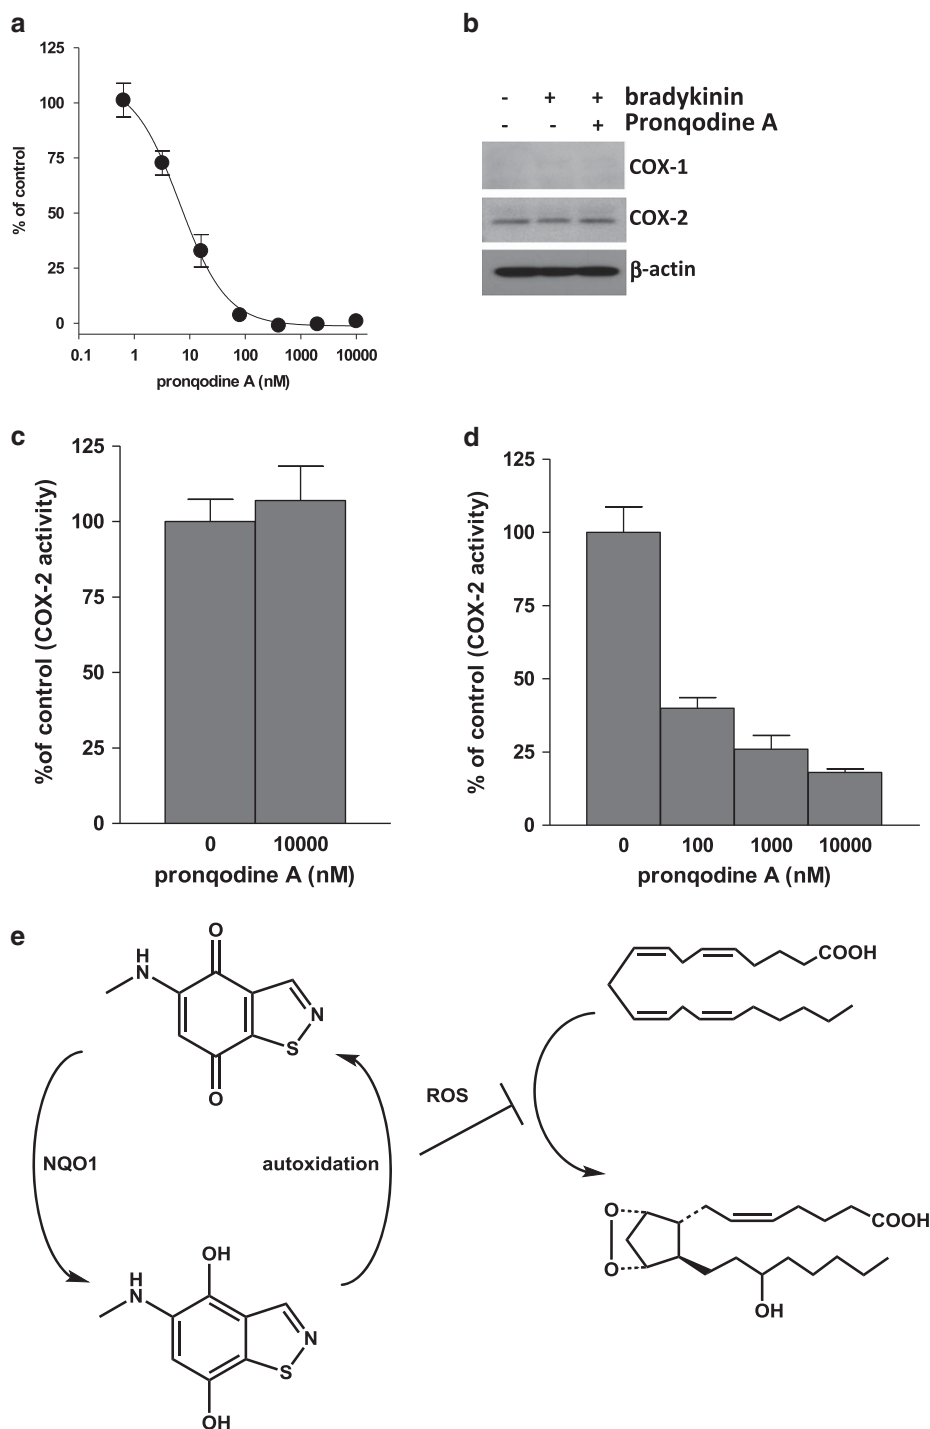 a
125
100
75
50
25
0
% of control
0.1 1 10 100 1000 10000
pronqodine A (nM)
b
- + + bradykinin
- - + Pronqodine A
COX-1
COX-2
β-actin
c
125
100
75
50
25
0
%of control (COX-2 activity)
0 10000
pronqodine A (nM)
d
125
100
75
50
25
0
% of control (COX-2 activity)
0 100 1000 10000
pronqodine A (nM)
e
O
H
N
N
S
O
COOH
ROS
NQO1
autoxidation
OH
H
N
N
S
OH
O
O
COOH
OH